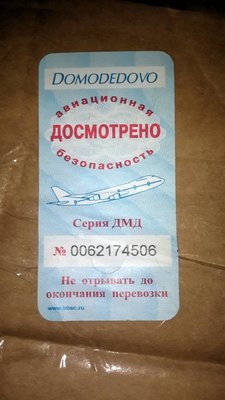 DOMODEDOVO
авиационная
ДОСМОТРЕНО
безопасность
Серия ДМД
№ 0062174506
Не отрывать до
окончания перевозки